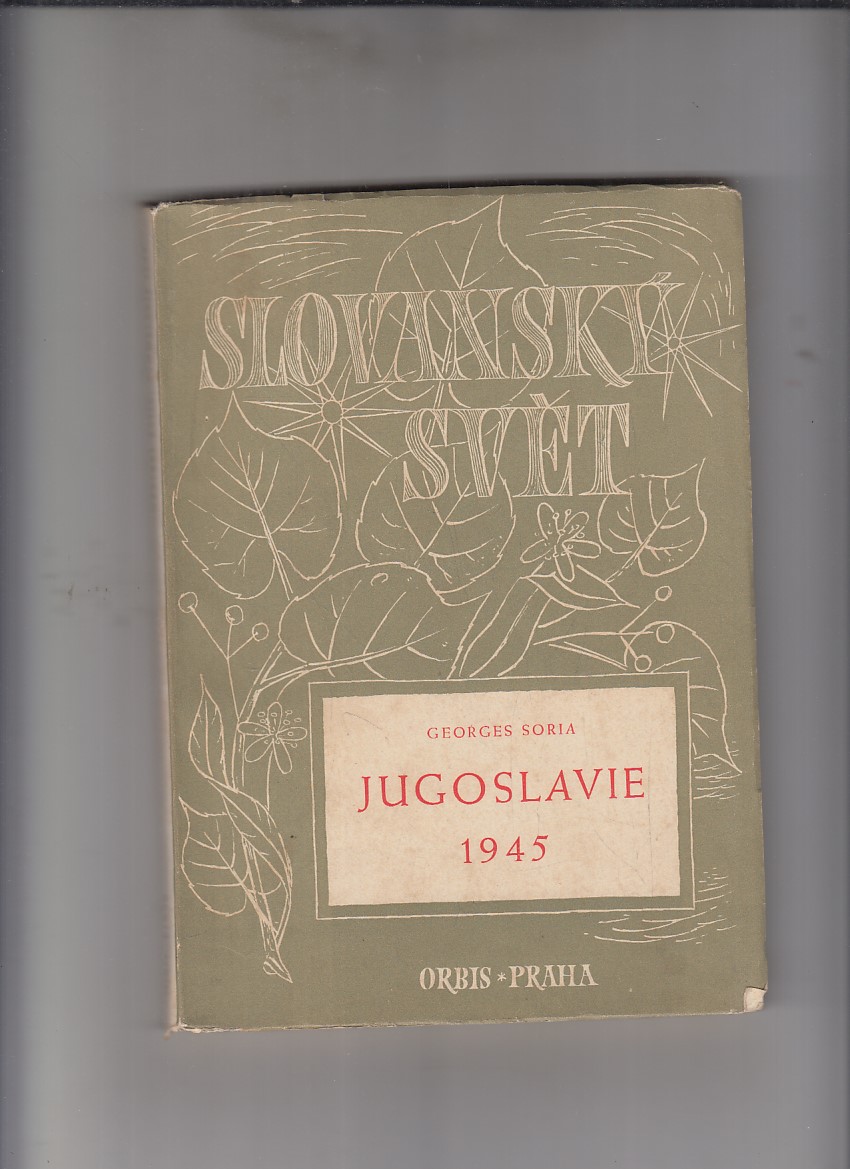 SLOVANSKÝ
SVĚT
GEORGES SORIA
JUGOSLAVIE
1945
ORBIS * PRAHA